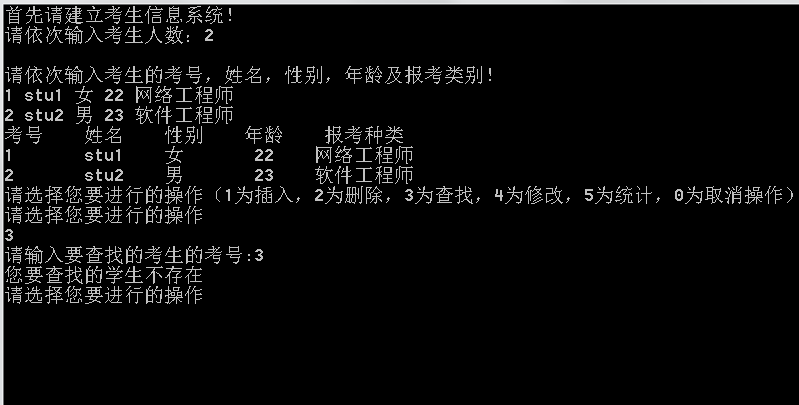 首先请建立考生信息系统!
请依次输入考生人数：2
请依次输入考生的考号，姓名，性别，年龄及报考类别!
1 stu1 女 22 网络工程师
2 stu2 男 23 软件工程师
考号 姓名 性别 年龄 报考种类
1 stu1 女 22 网络工程师
2 stu2 男 23 软件工程师
请选择您要进行的操作（1为插入，2为删除，3为查找，4为修改，5为统计，0为取消操作）
请选择您要进行的操作
3
请输入要查找的考生的考号:3
您要查找的学生不存在
请选择您要进行的操作